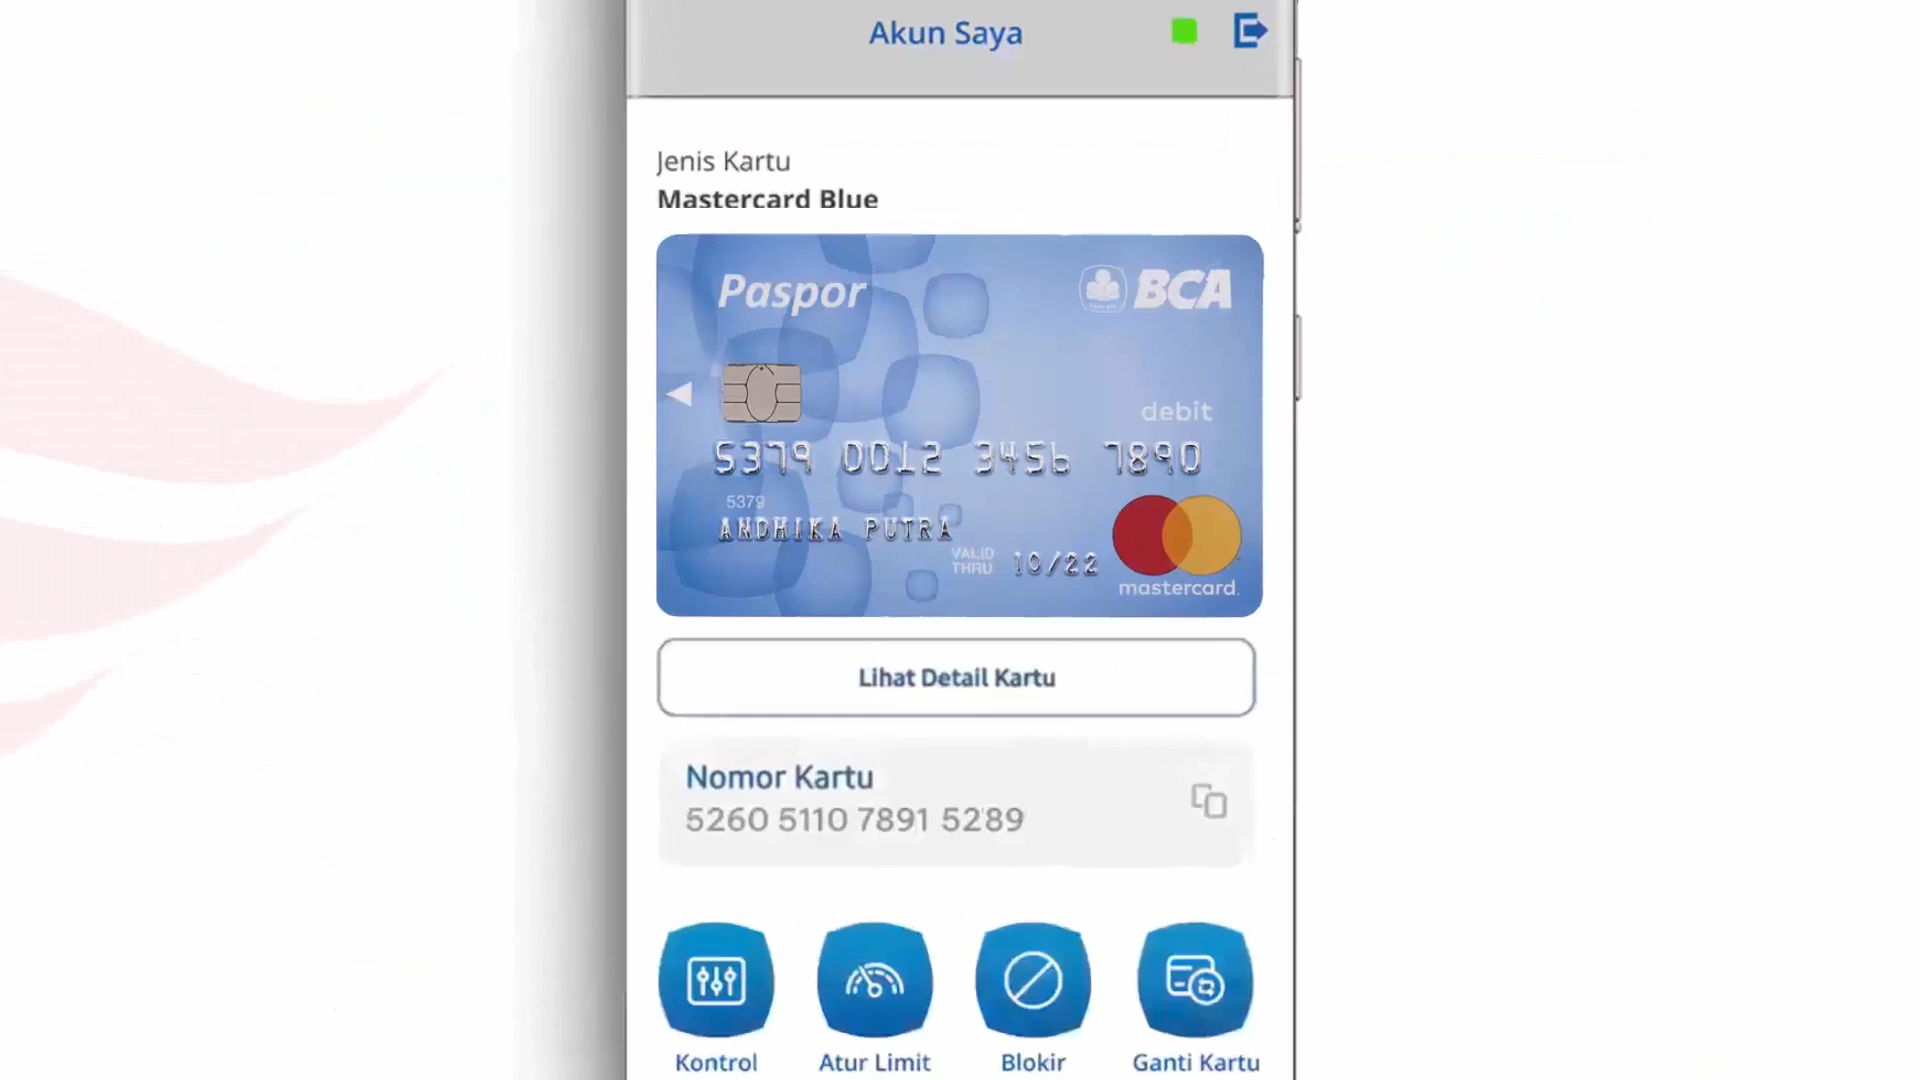 Akun Saya
Jenis Kartu
Mastercard Blue
Paspor
BCA
debit
5379 0012 3456 7890
5379
ANDHIKA PUTRA
VALID
THRU
10/22
mastercard.
Lihat Detail Kartu
Nomor Kartu
5260 5110 7891 5289
Kontrol
Atur Limit
Blokir
Ganti Kartu